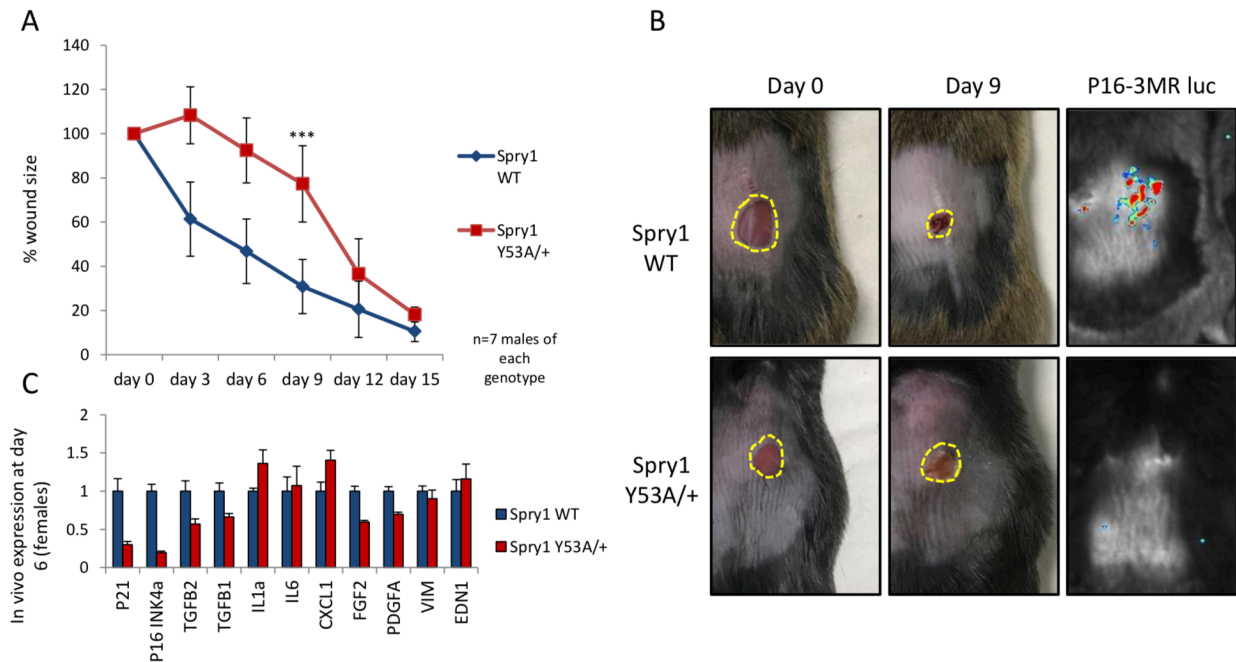 A
140
120
100
80
60
40
20
0
% wound size
***
day 0 day 3 day 6 day 9 day 12 day 15
Spry1
WT
Spry1
Y53A/+
n=7 males of
each
genotype
B
Day 0 Day 9 P16-3MR luc
Spry1
WT
Spry1
Y53A/+
C
In vivo expression at day
6 (females)
2
1.5
1
0.5
0
P21
P16 INK4a
TGFB2
TGFB1
IL1a
IL6
CXCL1
FGF2
PDGFA
VIM
EDN1
Spry1 WT
Spry1 Y53A/+